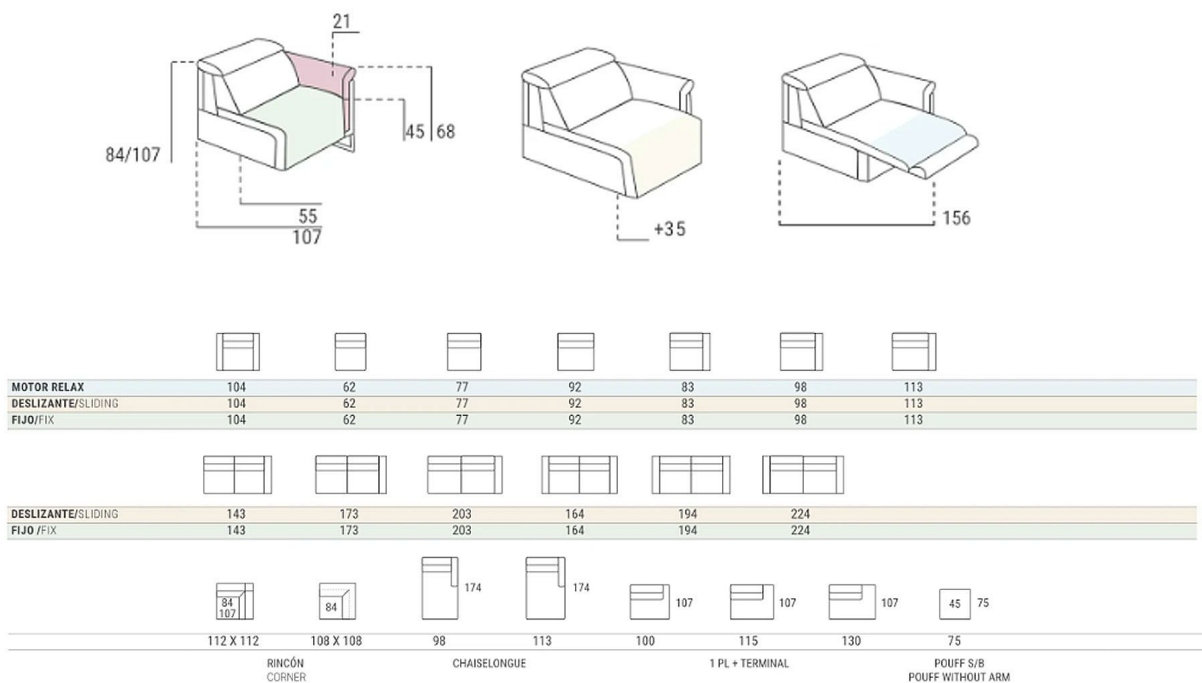 21
84/107
45 68
55
107
+35
156
MOTOR RELAX 104 62 77 92 83 98 113
DESLIZANTE/SLIDING 104 62 77 92 83 98 113
FIJO/FIX 104 62 77 92 83 98 113
DESLIZANTE/SLIDING 143 173 203 164 194 224
FIJO /FIX 143 173 203 164 194 224
84
107
84
174
174
107
107
107
45 75
112 X 112 108 X 108 98 113 100 115 130 75
RINCÓN CHAISELONGUE 1 PL + TERMINAL POUFF S/B
CORNER POUFF WITHOUT ARM